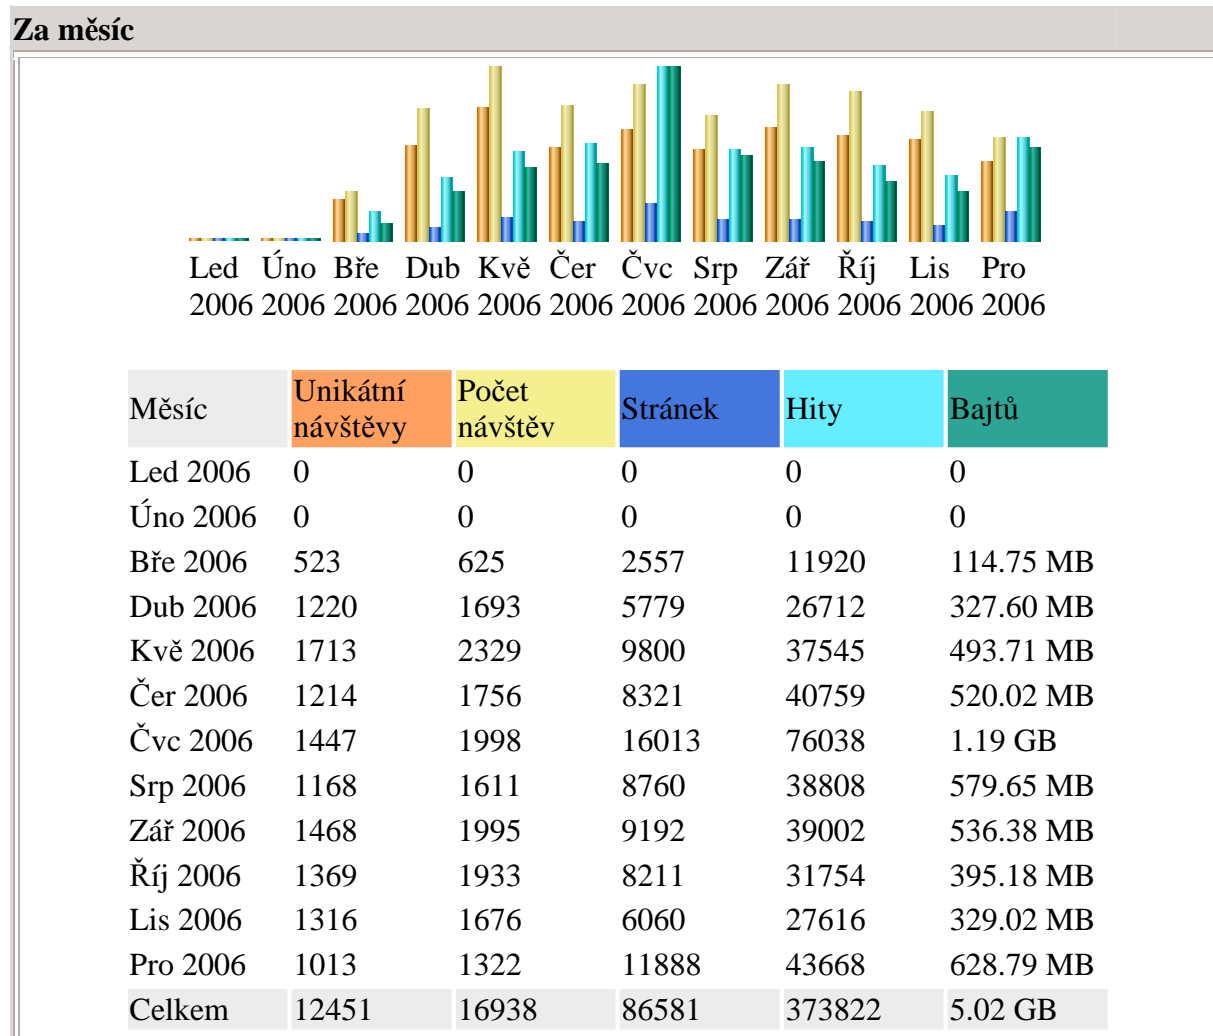 Za měsíc
Led Úno Bře Dub Kvě Čer Čvc Srp Zář Říj Lis Pro
2006 2006 2006 2006 2006 2006 2006 2006 2006 2006 2006 2006
Měsíc Unikátní návštěvy Počet návštěv Stránek Hity Bajtů
Led 2006 0 0 0 0 0
Úno 2006 0 0 0 0 0
Bře 2006 523 625 2557 11920 114.75 MB
Dub 2006 1220 1693 5779 26712 327.60 MB
Kvě 2006 1713 2329 9800 37545 493.71 MB
Čer 2006 1214 1756 8321 40759 520.02 MB
Čvc 2006 1447 1998 16013 76038 1.19 GB
Srp 2006 1168 1611 8760 38808 579.65 MB
Zář 2006 1468 1995 9192 39002 536.38 MB
Říj 2006 1369 1933 8211 31754 395.18 MB
Lis 2006 1316 1676 6060 27616 329.02 MB
Pro 2006 1013 1322 11888 43668 628.79 MB
Celkem 12451 16938 86581 373822 5.02 GB